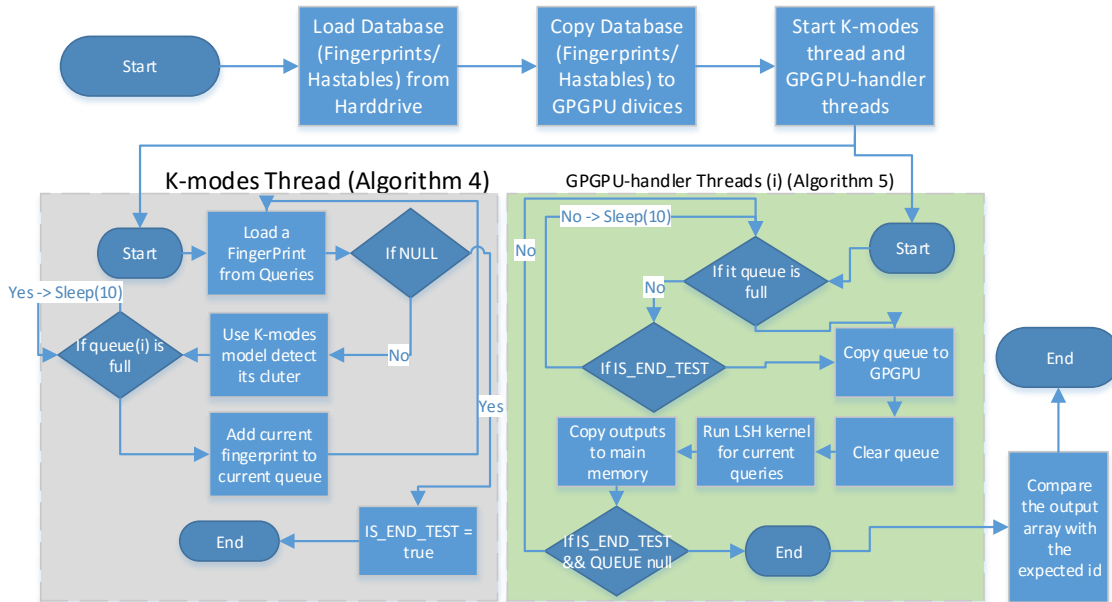 Start
Load Database
(Fingerprints/
Hastables) from
Harddrive
Copy Database
(Fingerprints/
Hastables) to
GPGPU divices
Start K-modes
thread and
GPGPU-handler
threads
K-modes Thread (Algorithm 4)
Start
Load a
FingerPrint
from Queries
If NULL
Yes -> Sleep(10)
If queue(i) is
full
Use K-modes
model detect
its cluter
No
Yes
Add current
fingerprint to
current queue
IS_END_TEST =
true
End
GPGPU-handler Threads (i) (Algorithm 5)
No -> Sleep(10)
No
Start
If it queue is
full
No
If IS_END_TEST
Copy queue to
GPGPU
Clear queue
Run LSH kernel
for current
queries
Copy outputs
to main
memory
If IS_END_TEST
&& QUEUE null
End
Compare
the output
array with
the
expected id
End